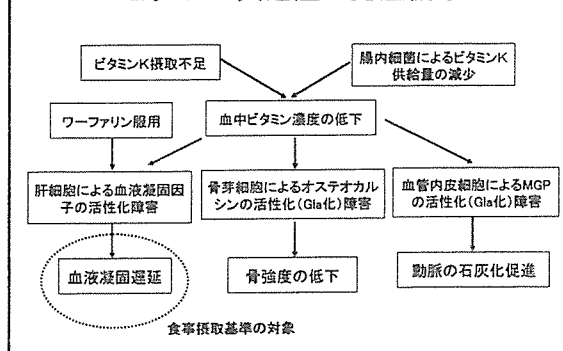 ビタミンK摂取不足
腸内細菌によるビタミンK
供給量の減少
ワーファリン服用
血中ビタミン濃度の低下
肝細胞による血液凝固因
子の活性化障害
骨芽細胞によるオステオカル
シンの活性化(Gla化)障害
血管内皮細胞によるMGP
の活性化(Gla化)障害
血液凝固遅延
骨強度の低下
動脈の石灰化促進
食事摂取基準の対象